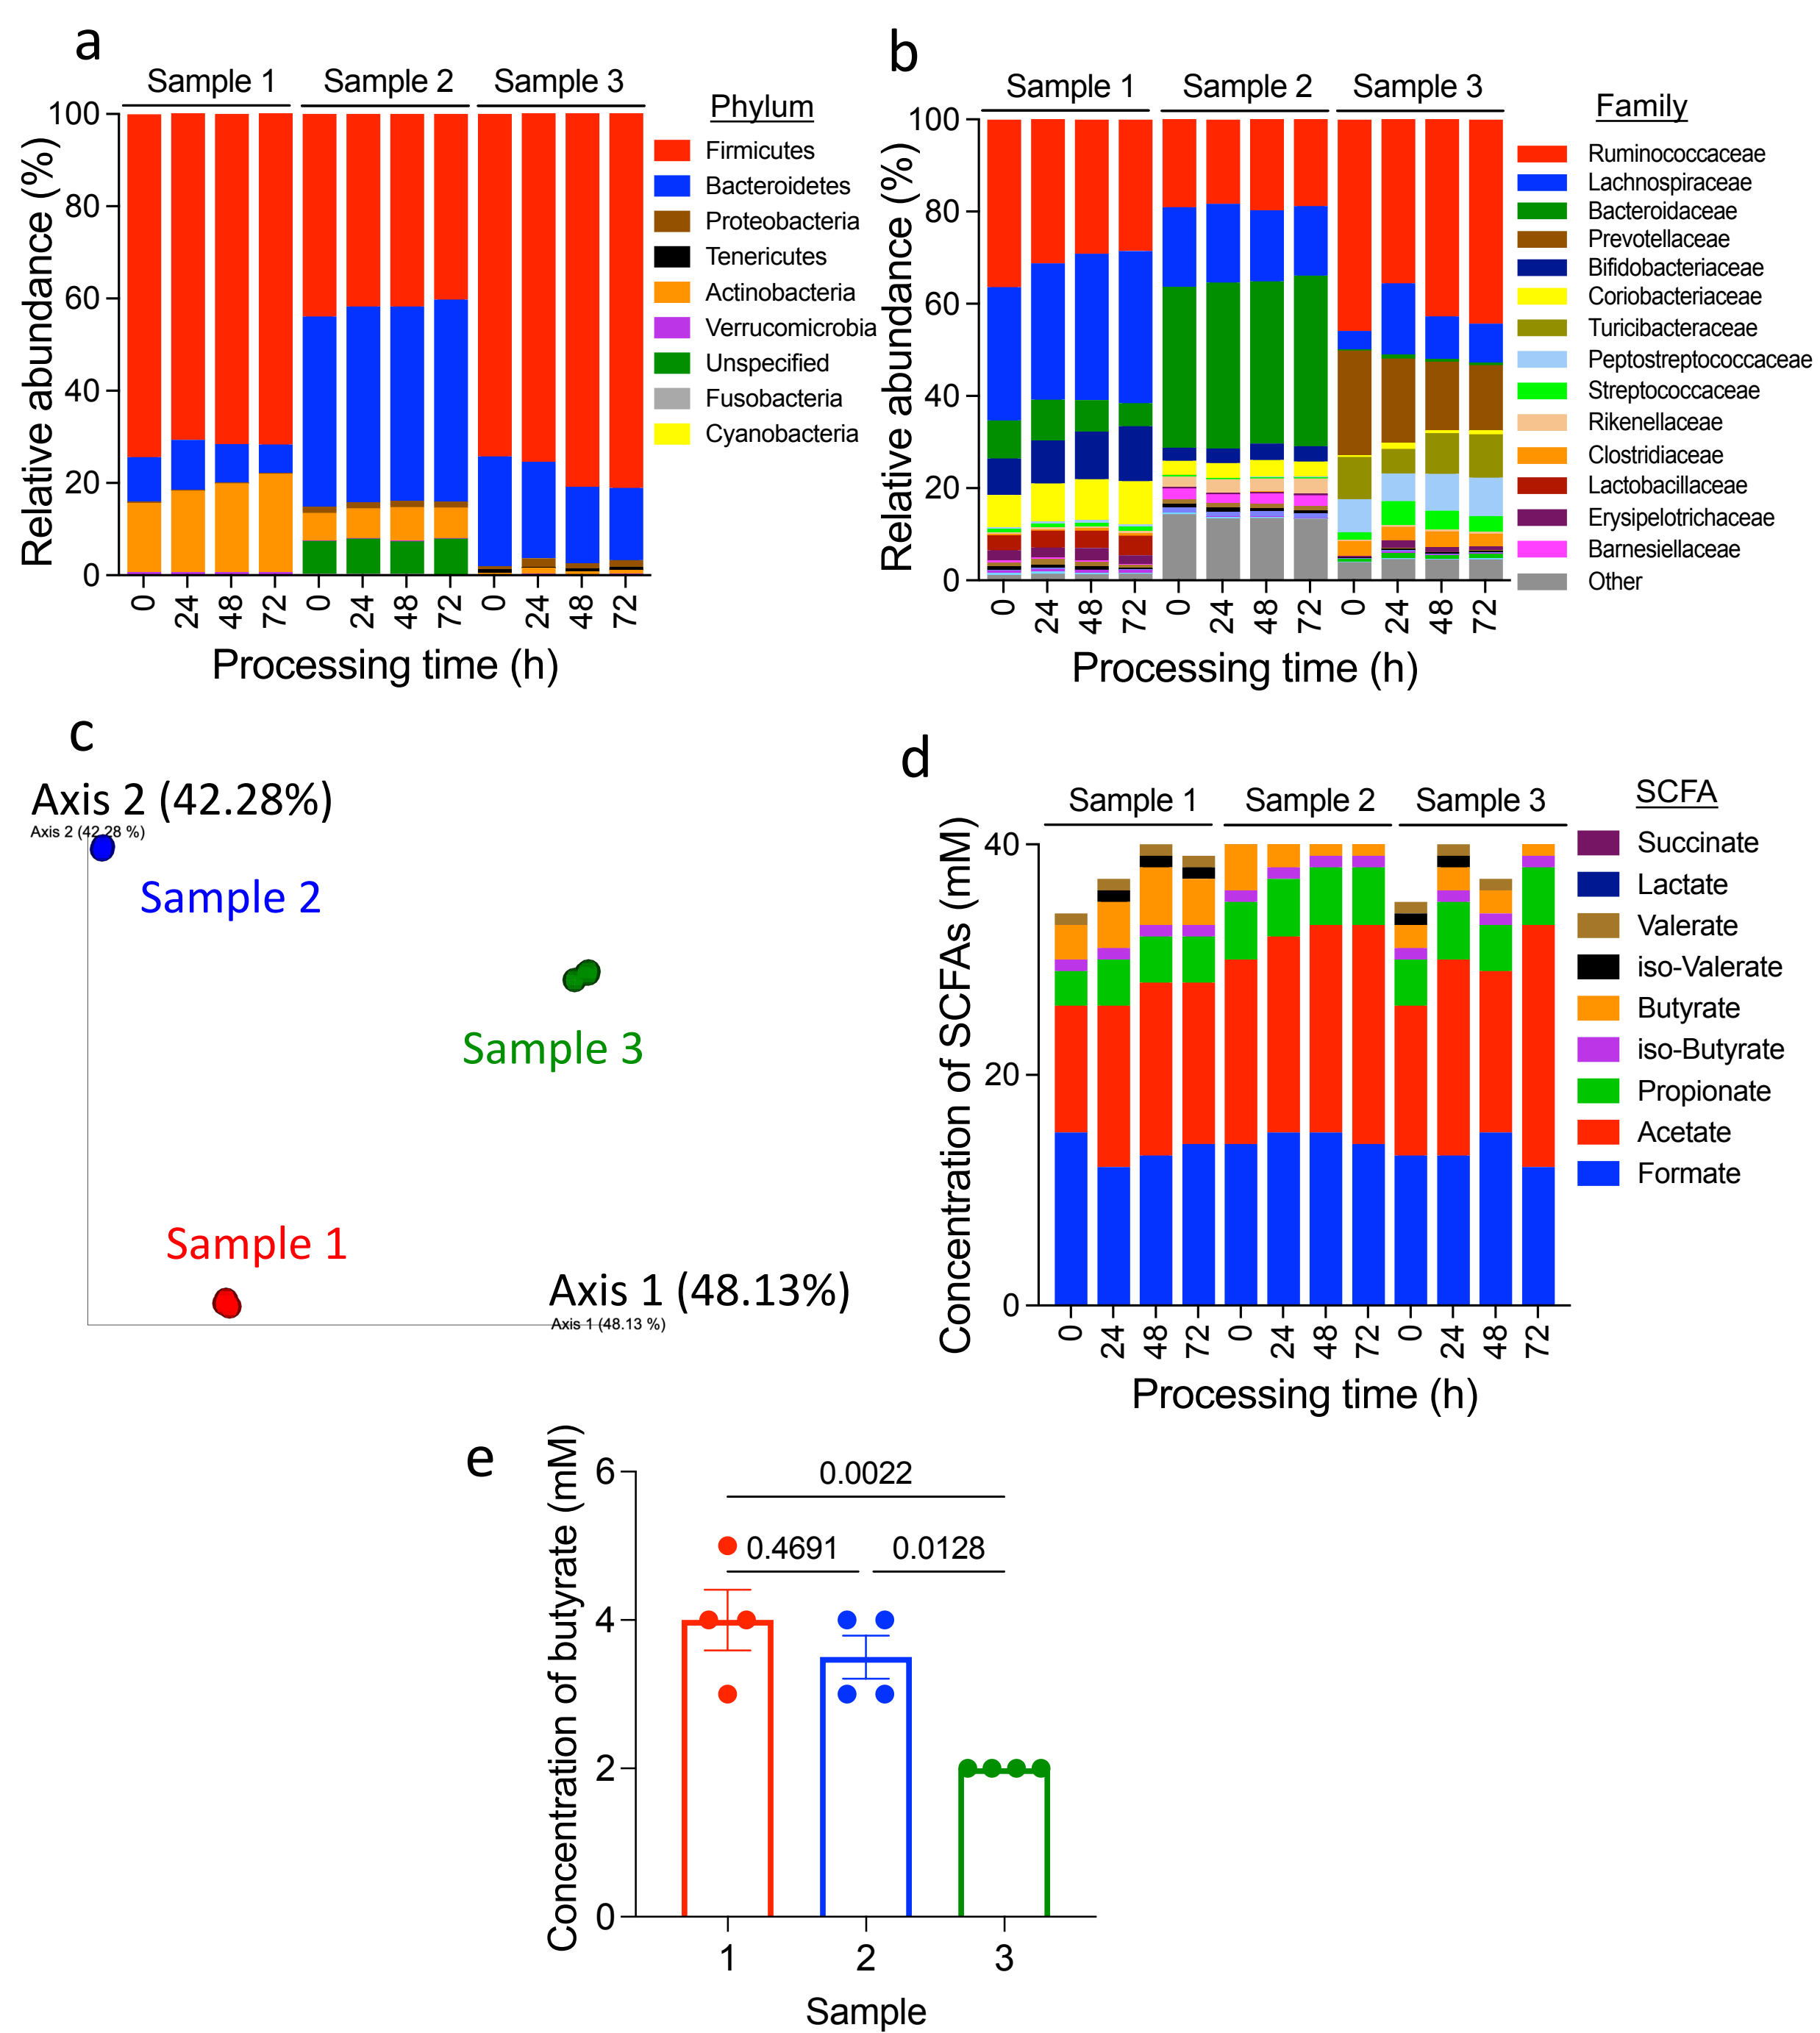 a
Sample 1 Sample 2 Sample 3
Relative abundance (%)
100
80
60
40
20
0
0 24 48 72 0 24 48 72 0 24 48 72
Processing time (h)
Phylum
Firmicutes
Bacteroidetes
Proteobacteria
Tenericutes
Actinobacteria
Verrucomicrobia
Unspecified
Fusobacteria
Cyanobacteria
b
Sample 1 Sample 2 Sample 3
Relative abundance (%)
100
80
60
40
20
0
0 24 48 72 0 24 48 72 0 24 48 72
Processing time (h)
Family
Ruminococcaceae
Lachnospiraceae
Bacteroidaceae
Prevotellaceae
Bifidobacteriaceae
Coriobacteriaceae
Turicibacteraceae
Peptostreptococcaceae
Streptococcaceae
Rikenellaceae
Clostridiaceae
Lactobacillaceae
Erysipelotrichaceae
Barnesiellaceae
Other
c
Axis 2 (42.28%)
Axis 2 (42.28 %)
Sample 2
Sample 3
Sample 1
Axis 1 (48.13%)
Axis 1 (48.13 %)
d
Sample 1 Sample 2 Sample 3
Concentration of SCFAs (mM)
40
20
0
0 24 48 72 0 24 48 72 0 24 48 72
Processing time (h)
SCFA
Succinate
Lactate
Valerate
iso-Valerate
Butyrate
iso-Butyrate
Propionate
Acetate
Formate
e
Concentration of butyrate (mM)
6
4
2
0
0.0022
0.4691 0.0128
1 2 3
Sample